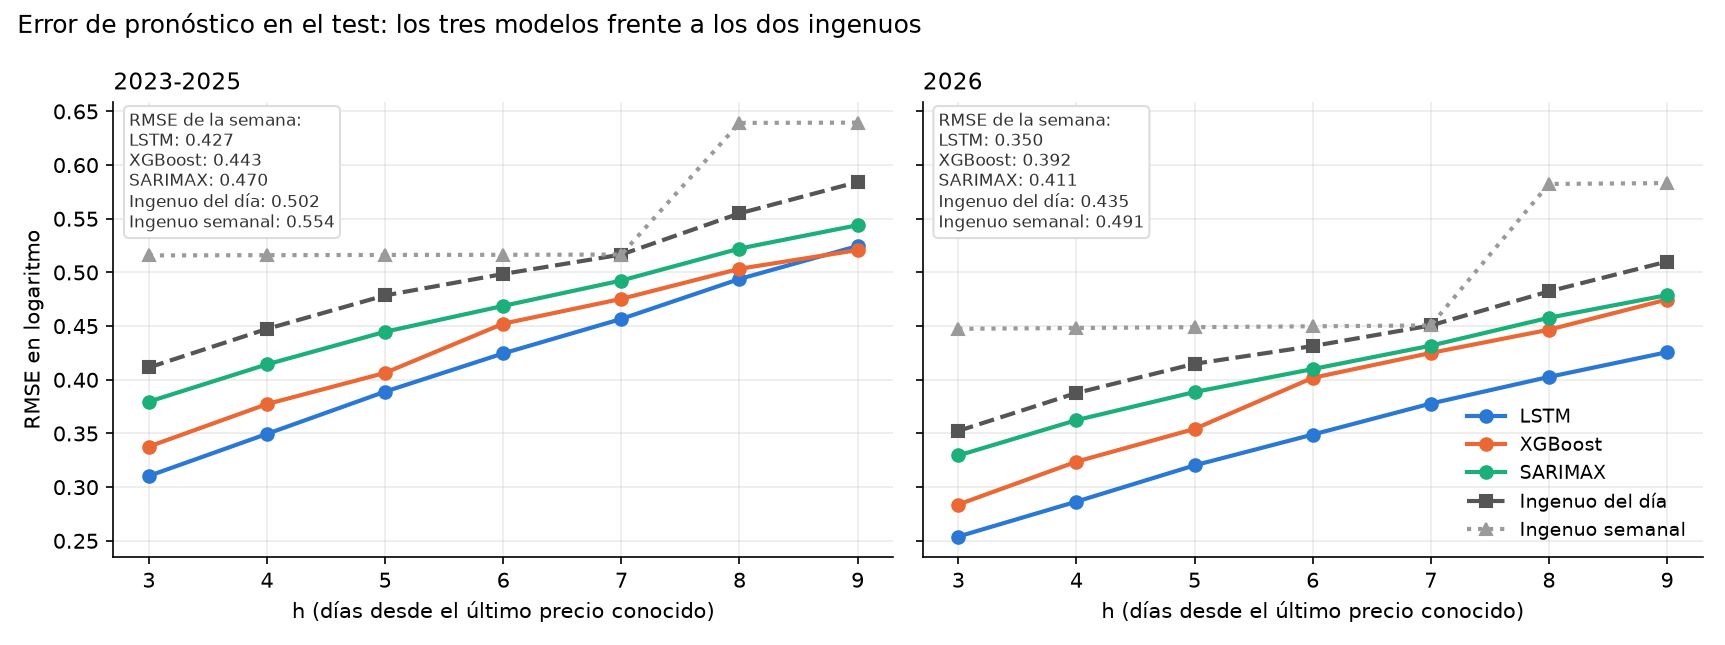 Error de pronóstico en el test: los tres modelos frente a los dos ingenuos
2023-2025
RMSE en logaritmo
0.65
0.60
0.55
0.50
0.45
0.40
0.35
0.30
0.25
RMSE de la semana:
LSTM: 0.427
XGBoost: 0.443
SARIMAX: 0.470
Ingenuo del día: 0.502
Ingenuo semanal: 0.554
3 4 5 6 7 8 9
h (días desde el último precio conocido)
2026
RMSE de la semana:
LSTM: 0.350
XGBoost: 0.392
SARIMAX: 0.411
Ingenuo del día: 0.435
Ingenuo semanal: 0.491
LSTM
XGBoost
SARIMAX
Ingenuo del día
Ingenuo semanal
3 4 5 6 7 8 9
h (días desde el último precio conocido)